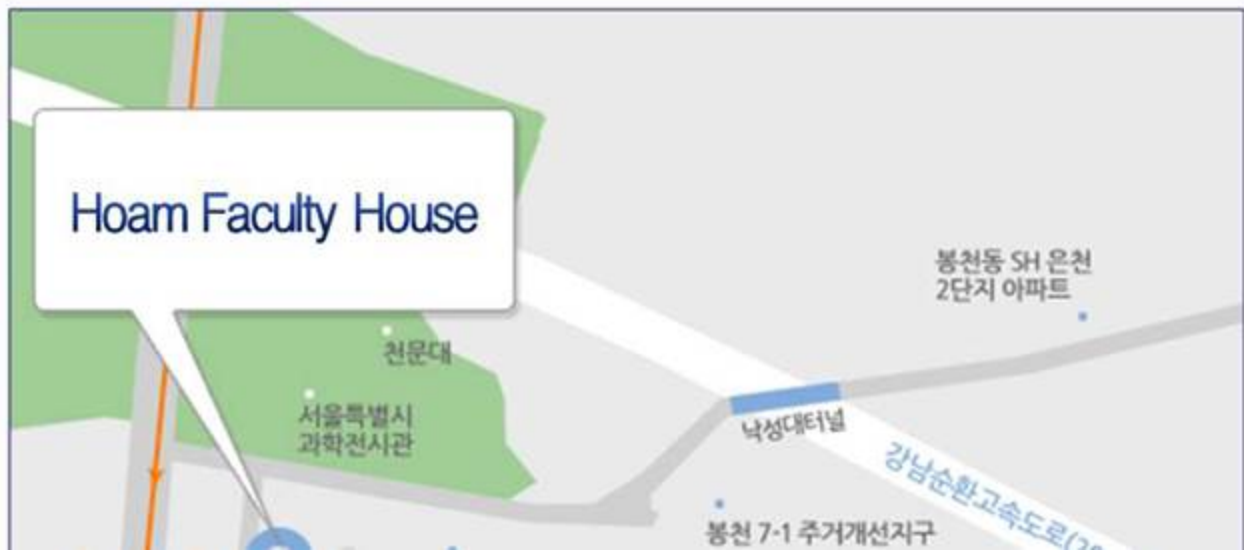 Hoam Faculty House
봉천동 SH 은천
2단지 아파트
천문대
서울특별시
과학전시관
낙성대터널
강남순환고속도로(
봉천 7-1 주거개선지구